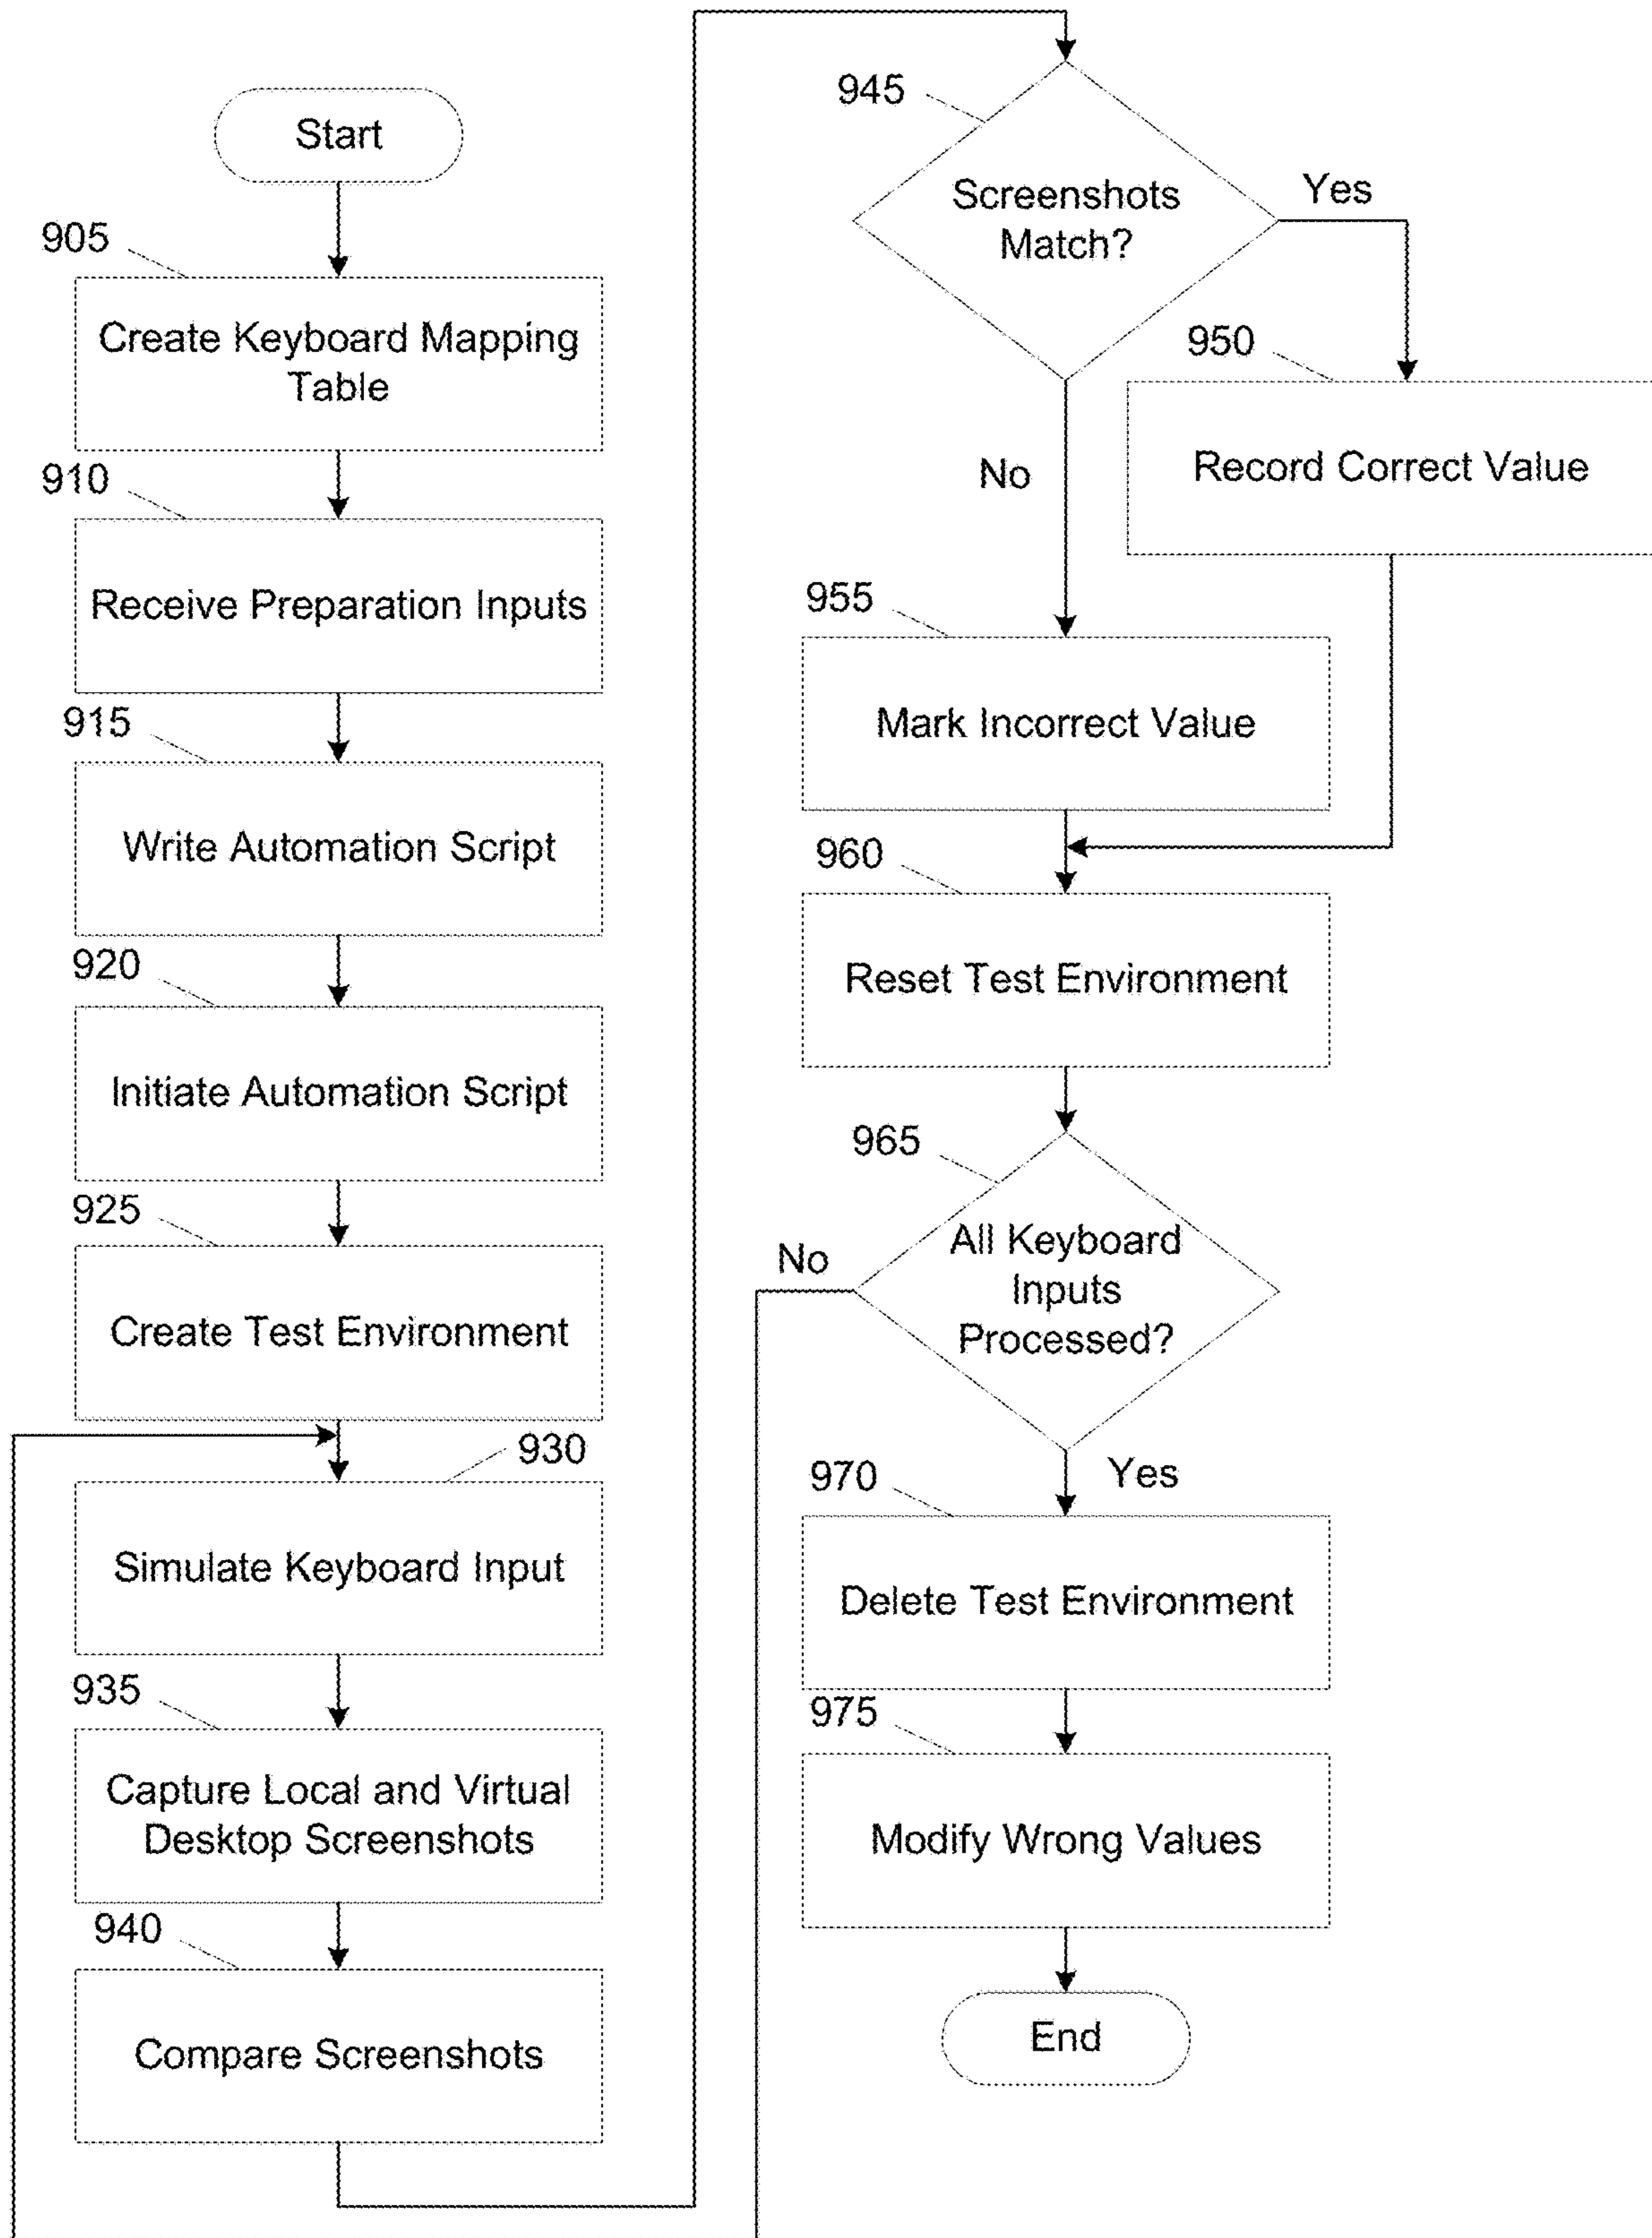 Start
905
Create Keyboard Mapping
Table
910
Receive Preparation Inputs
915
Write Automation Script
920
Initiate Automation Script
925
Create Test Environment
930
Simulate Keyboard Input
935
Capture Local and Virtual
Desktop Screenshots
940
Compare Screenshots
945
Screenshots
Match?
Yes
950
Record Correct Value
No
955
Mark Incorrect Value
960
Reset Test Environment
965
All Keyboard
Inputs
Processed?
No
Yes
970
Delete Test Environment
975
Modify Wrong Values
End